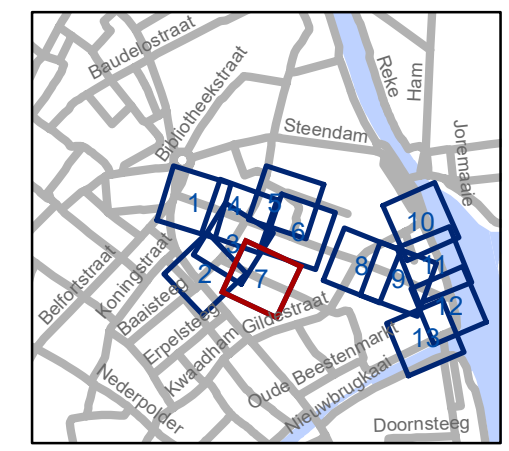 Baudelostraat
Bibliotheekstraat
Reke
Ham
Steendam
Joremaaie
1
4
5
6
3
2
7
8
9
10
11
12
13
Belfortstraat
Koningstraat
Baaisteeg
Erpelsteeg
Kwaadham
Gildestraat
Nederpolder
Oude Beestenmarkt
Nieuwbrugkaai
Doornsteeg